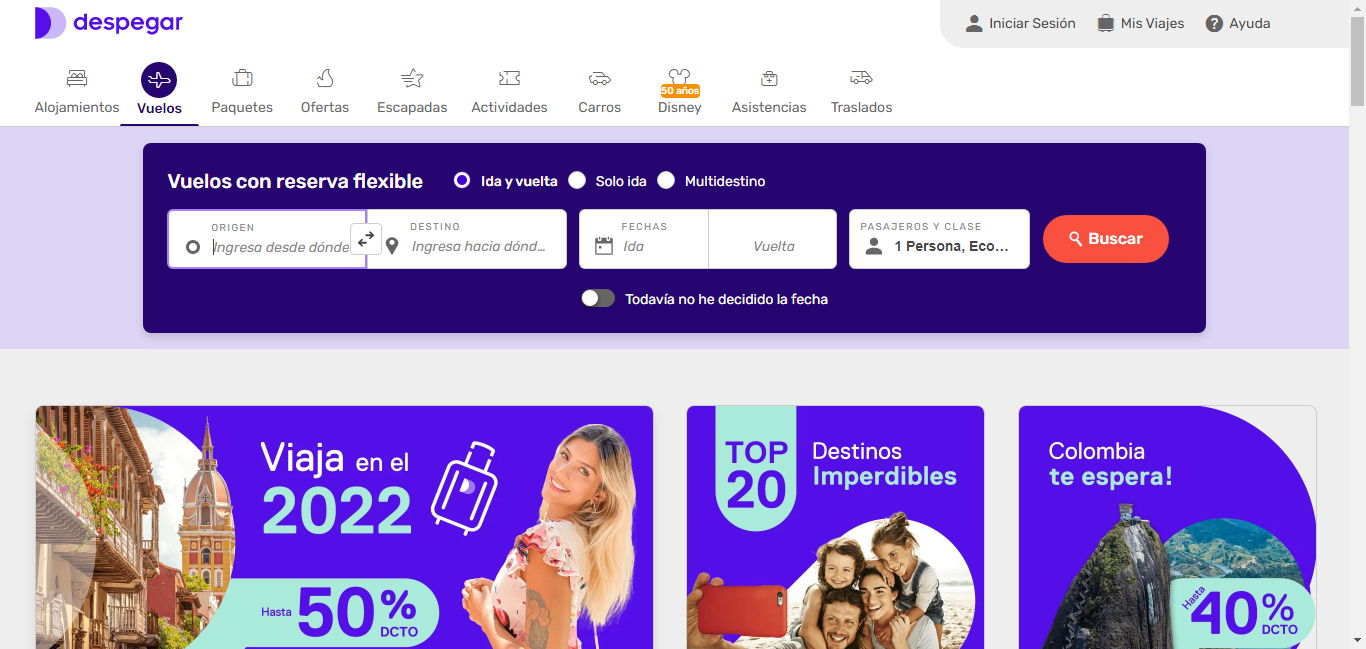 despegar
Iniciar Sesión
Mis Viajes
? Ayuda
Alojamientos
Vuelos
Paquetes
Ofertas
Escapadas
Actividades
Carros
50 años
Disney
Asistencias
Traslados
Vuelos con reserva flexible
Ida y vuelta
Solo ida
Multidestino
ORIGEN
Ingresa desde dónde
DESTINO
Ingresa hacia dónd...
FECHAS
Ida
Vuelta
PASAJEROS Y CLASE
1 Persona, Eco...
Buscar
Todavía no he decidido la fecha
Viaja en el
2022
Hasta 50% DCTO
TOP
20
Destinos
Imperdibles
Colombia
te espera!
Hasta 40% DCTO